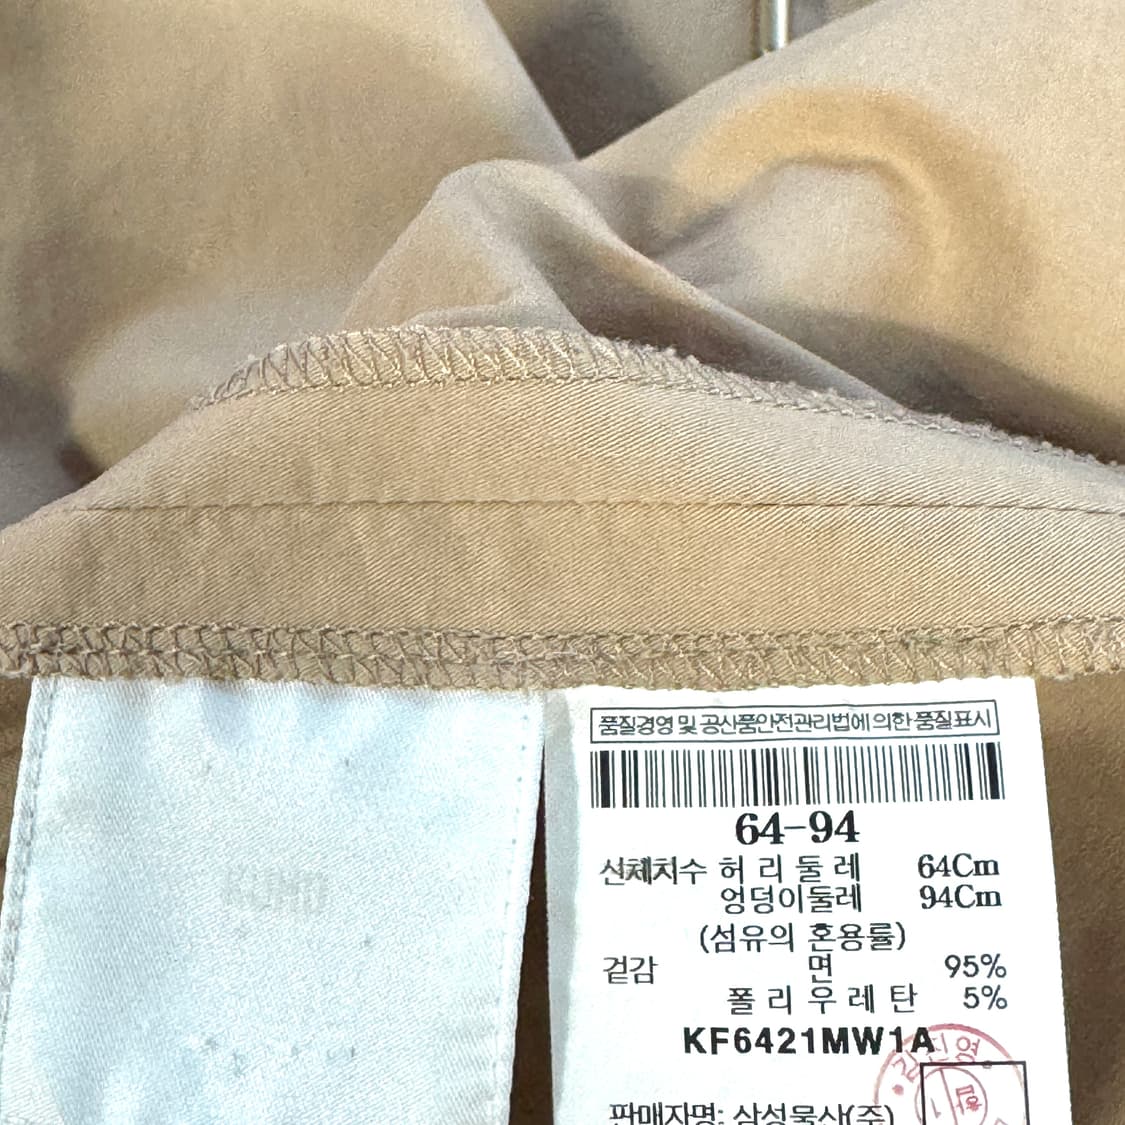 품질경영 및 공산품안전관리법에 의한 품질표시
64-94
신체치수 허리둘레 64Cm
엉덩이둘레 94Cm
(섬유의 혼용률)
겉감 면 95%
폴리우레탄 5%
KF6421MW1A
판매자명: 삼성물산(주)